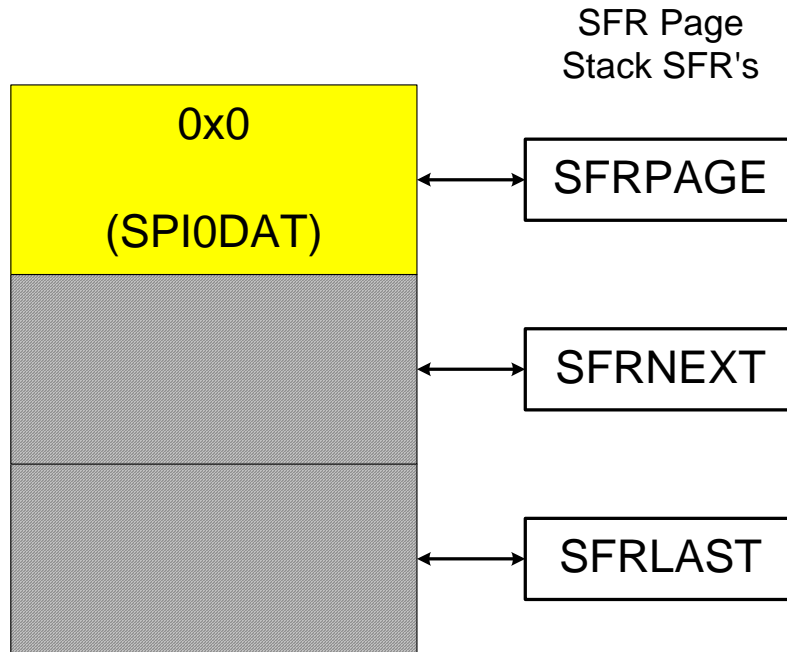 SFR Page
Stack SFR's
0x0
(SPI0DAT)
SFRPAGE
SFRNEXT
SFRLAST